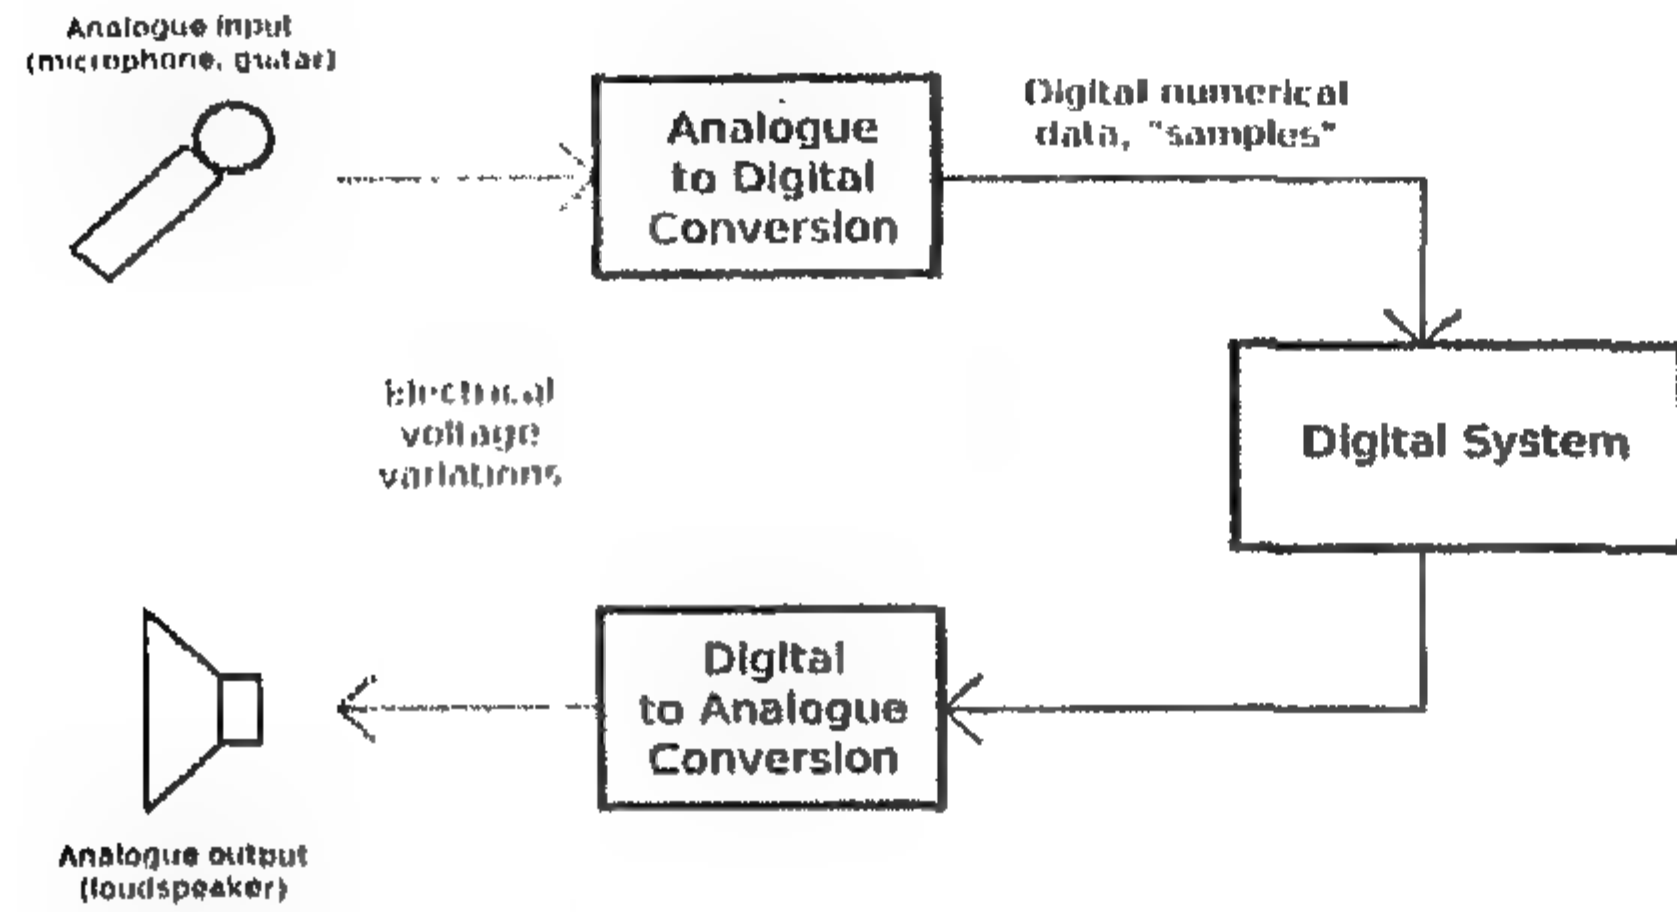 Analogue input
(microphone, guitar)
Analogue
to Digital
Conversion
Digital numerical
data, "samples"
Electrical
voltage
variations
Digital System
Digital
to Analogue
Conversion
Analogue output
(loudspeaker)